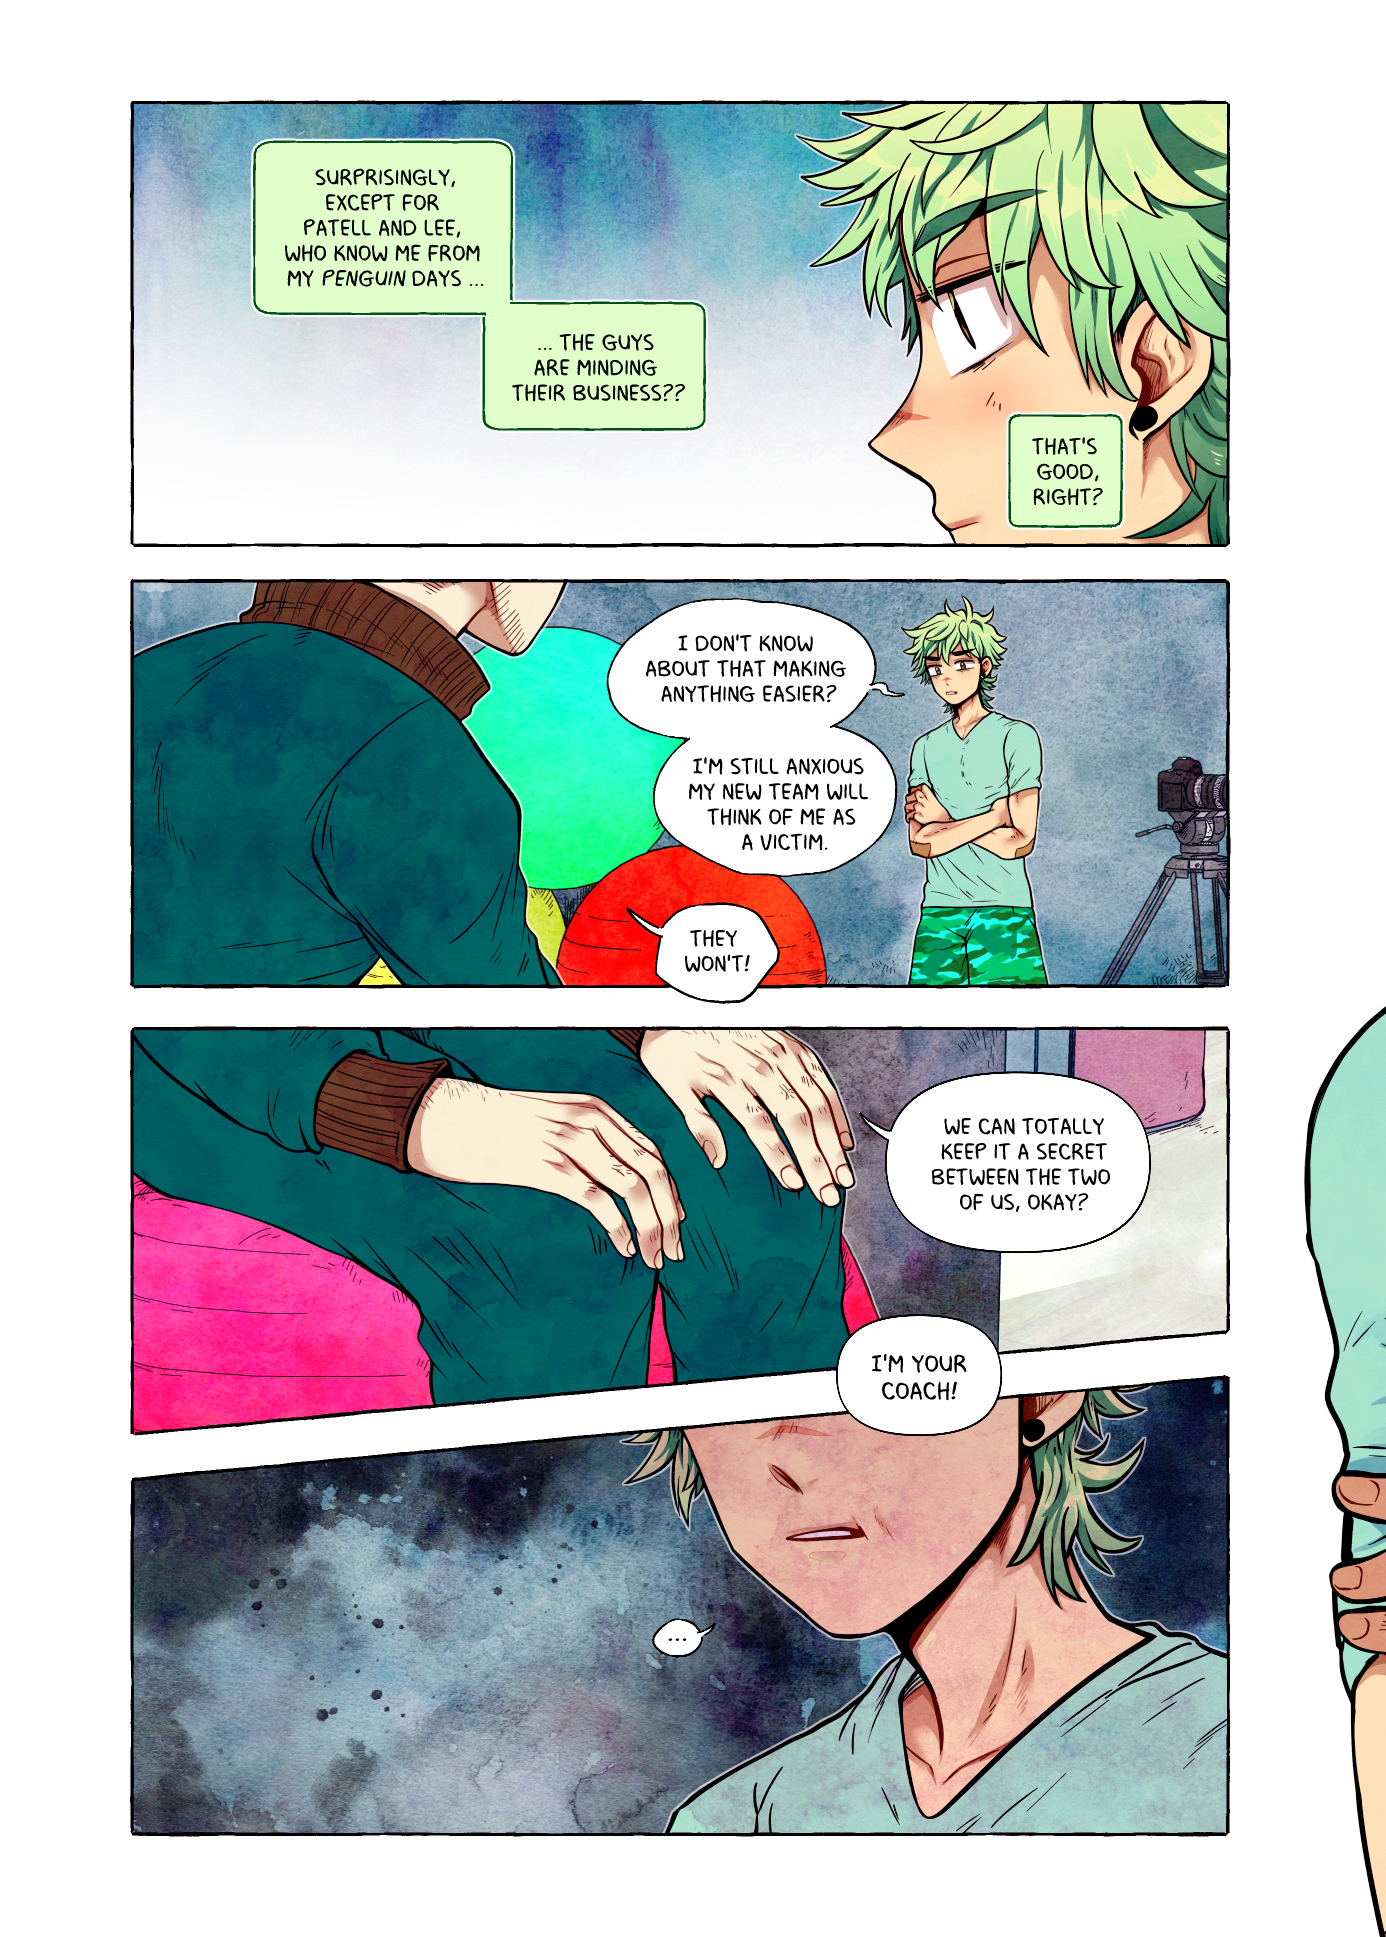 SURPRISINGLY,
EXCEPT FOR
PATELL AND LEE,
WHO KNOW ME FROM
MY PENGUIN DAYS ...
... THE GUYS
ARE MINDING
THEIR BUSINESS??
THAT'S
GOOD,
RIGHT?
I DON'T KNOW
ABOUT THAT MAKING
ANYTHING EASIER?
I'M STILL ANXIOUS
MY NEW TEAM WILL
THINK OF ME AS
A VICTIM.
THEY
WON'T!
WE CAN TOTALLY
KEEP IT A SECRET
BETWEEN THE TWO
OF US, OKAY?
I'M YOUR
COACH!
...